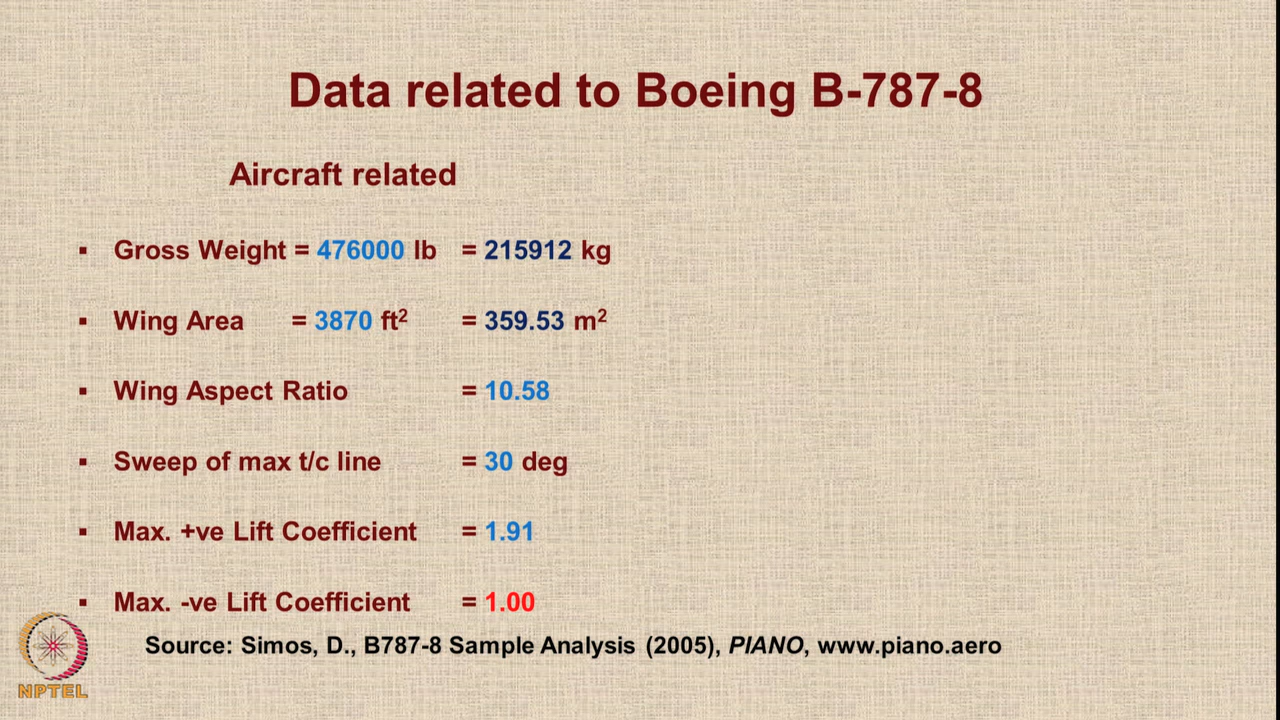 Data related to Boeing B-787-8
Aircraft related
▪ Gross Weight = 476000 lb = 215912 kg
▪ Wing Area = 3870 ft² = 359.53 m²
▪ Wing Aspect Ratio = 10.58
▪ Sweep of max t/c line = 30 deg
▪ Max. +ve Lift Coefficient = 1.91
▪ Max. -ve Lift Coefficient = 1.00
Source: Simos, D., B787-8 Sample Analysis (2005), PIANO, www.piano.aero
NPTEL